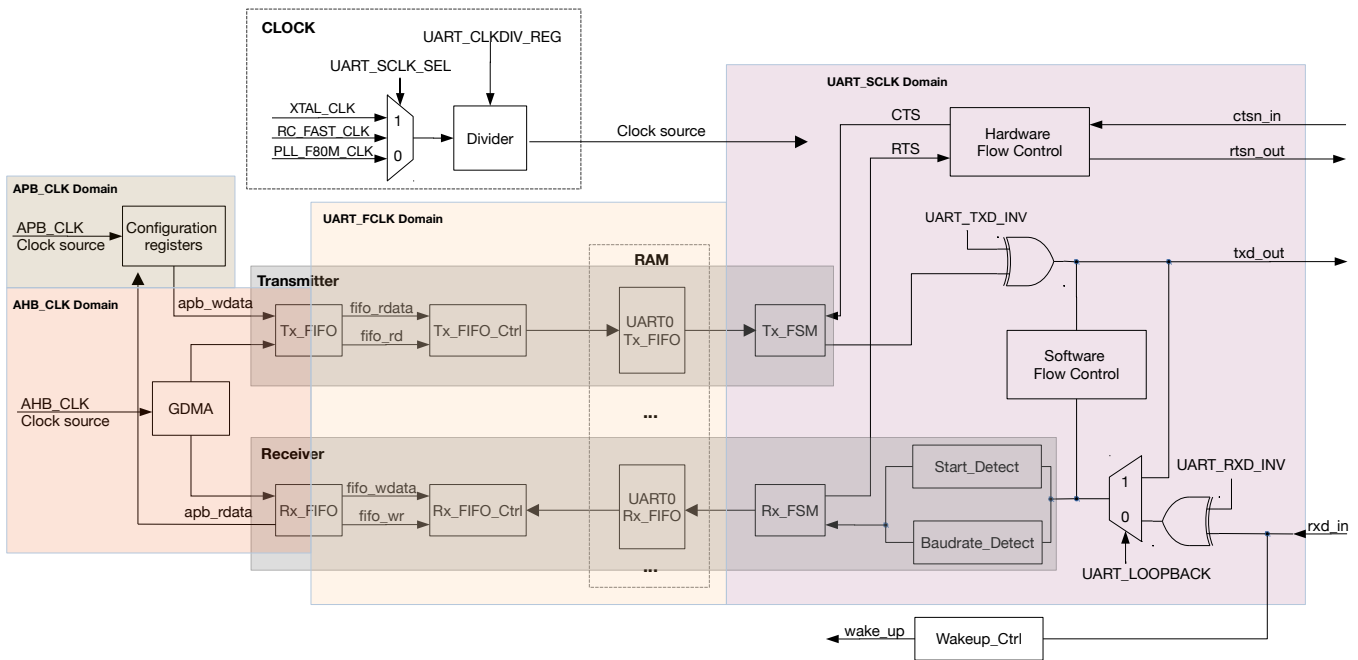 CLOCK
UART_CLKDIV_REG
UART_SCLK_SEL
XTAL_CLK
RC_FAST_CLK
PLL_F80M_CLK
1
0
Divider
Clock source
UART_SCLK Domain
CTS
RTS
Hardware
Flow Control
ctsn_in
rtsn_out
APB_CLK Domain
APB_CLK
Clock source
Configuration
registers
UART_FCLK Domain
RAM
UART_TXD_INV
txd_out
Transmitter
AHB_CLK Domain
apb_wdata
Tx_FIFO
fifo_rdata
fifo_rd
Tx_FIFO_Ctrl
UART0
Tx_FIFO
Tx_FSM
Software
Flow Control
AHB_CLK
Clock source
GDMA
...
Receiver
apb_rdata
Rx_FIFO
fifo_wdata
fifo_wr
Rx_FIFO_Ctrl
UART0
Rx_FIFO
...
Rx_FSM
Start_Detect
Baudrate_Detect
1
0
UART_RXD_INV
rxd_in
UART_LOOPBACK
wake_up
Wakeup_Ctrl